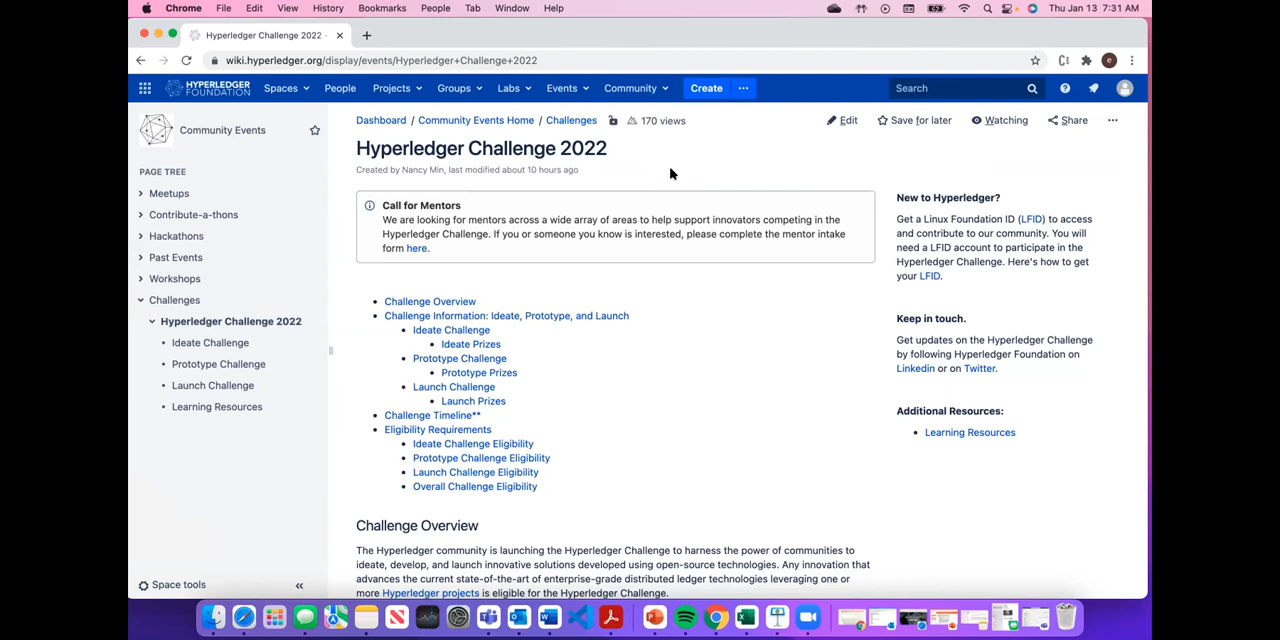 Chrome File Edit View History Bookmarks People Tab Window Help Thu Jan 13 7:31 AM
Hyperledger Challenge 2022 -
wiki.hyperledger.org/display/events/Hyperledger+Challenge+2022
HYPERLEDGER FOUNDATION Spaces People Projects Groups Labs Events Community Create ··· Search
Community Events
PAGE TREE
Meetups
Contribute-a-thons
Hackathons
Past Events
Workshops
Challenges
Hyperledger Challenge 2022
Ideate Challenge
Prototype Challenge
Launch Challenge
Learning Resources
Space tools
Dashboard / Community Events Home / Challenges 170 views Edit Save for later Watching Share ···
Hyperledger Challenge 2022
Created by Nancy Min, last modified about 10 hours ago
Call for Mentors
We are looking for mentors across a wide array of areas to help support innovators competing in the
Hyperledger Challenge. If you or someone you know is interested, please complete the mentor intake
form here.
• Challenge Overview
• Challenge Information: Ideate, Prototype, and Launch
• Ideate Challenge
• Ideate Prizes
• Prototype Challenge
• Prototype Prizes
• Launch Challenge
• Launch Prizes
• Challenge Timeline**
• Eligibility Requirements
• Ideate Challenge Eligibility
• Prototype Challenge Eligibility
• Launch Challenge Eligibility
• Overall Challenge Eligibility
Challenge Overview
The Hyperledger community is launching the Hyperledger Challenge to harness the power of communities to
ideate, develop, and launch innovative solutions developed using open-source technologies. Any innovation that
advances the current state-of-the-art of enterprise-grade distributed ledger technologies leveraging one or
more Hyperledger projects is eligible for the Hyperledger Challenge.
New to Hyperledger?
Get a Linux Foundation ID (LFID) to access
and contribute to our community. You will
need a LFID account to participate in the
Hyperledger Challenge. Here's how to get
your LFID.
Keep in touch.
Get updates on the Hyperledger Challenge
by following Hyperledger Foundation on
Linkedin or on Twitter.
Additional Resources:
• Learning Resources